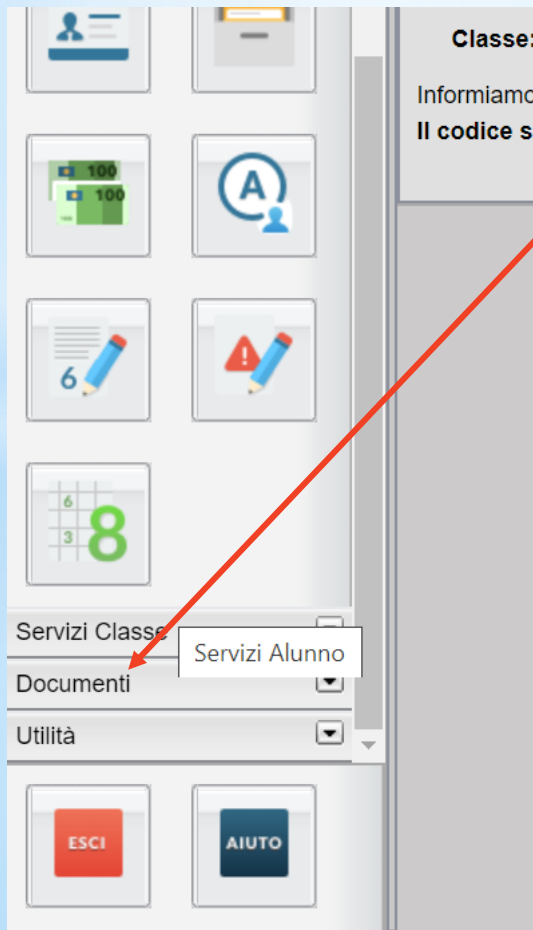 Classe:
Informiamo
Il codice s
100
100
A
6
6
3
8
Servizi Classe
Servizi Alunno
Documenti
Utilità
ESCI
AIUTO